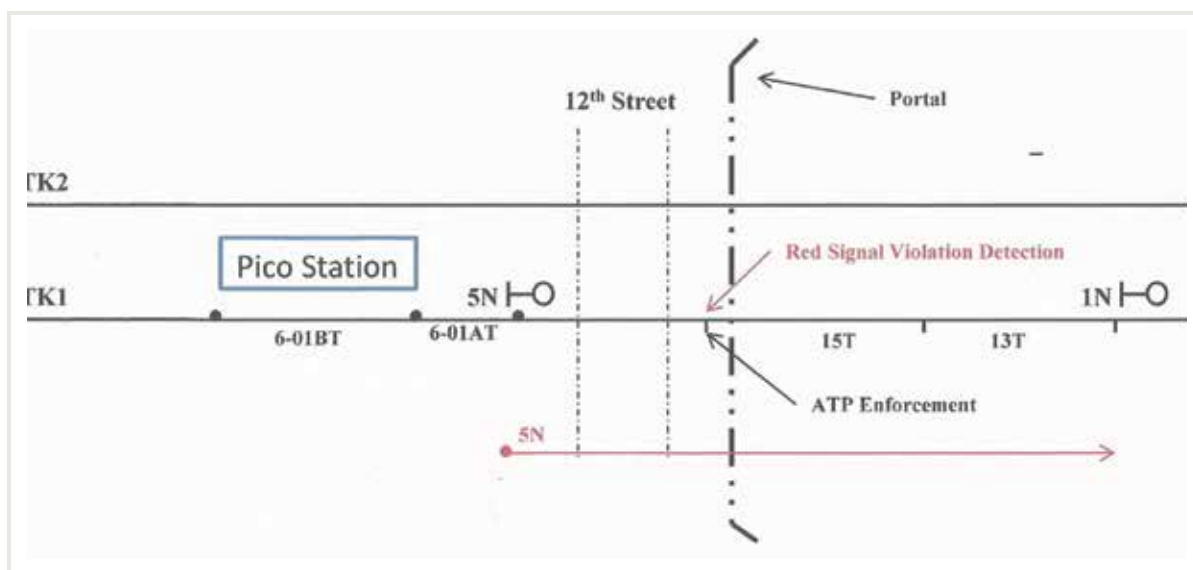 12th Street
Portal
TK2
Pico Station
Red Signal Violation Detection
TK1
5N
1N
6-01BT
6-01AT
15T
13T
ATP Enforcement
5N